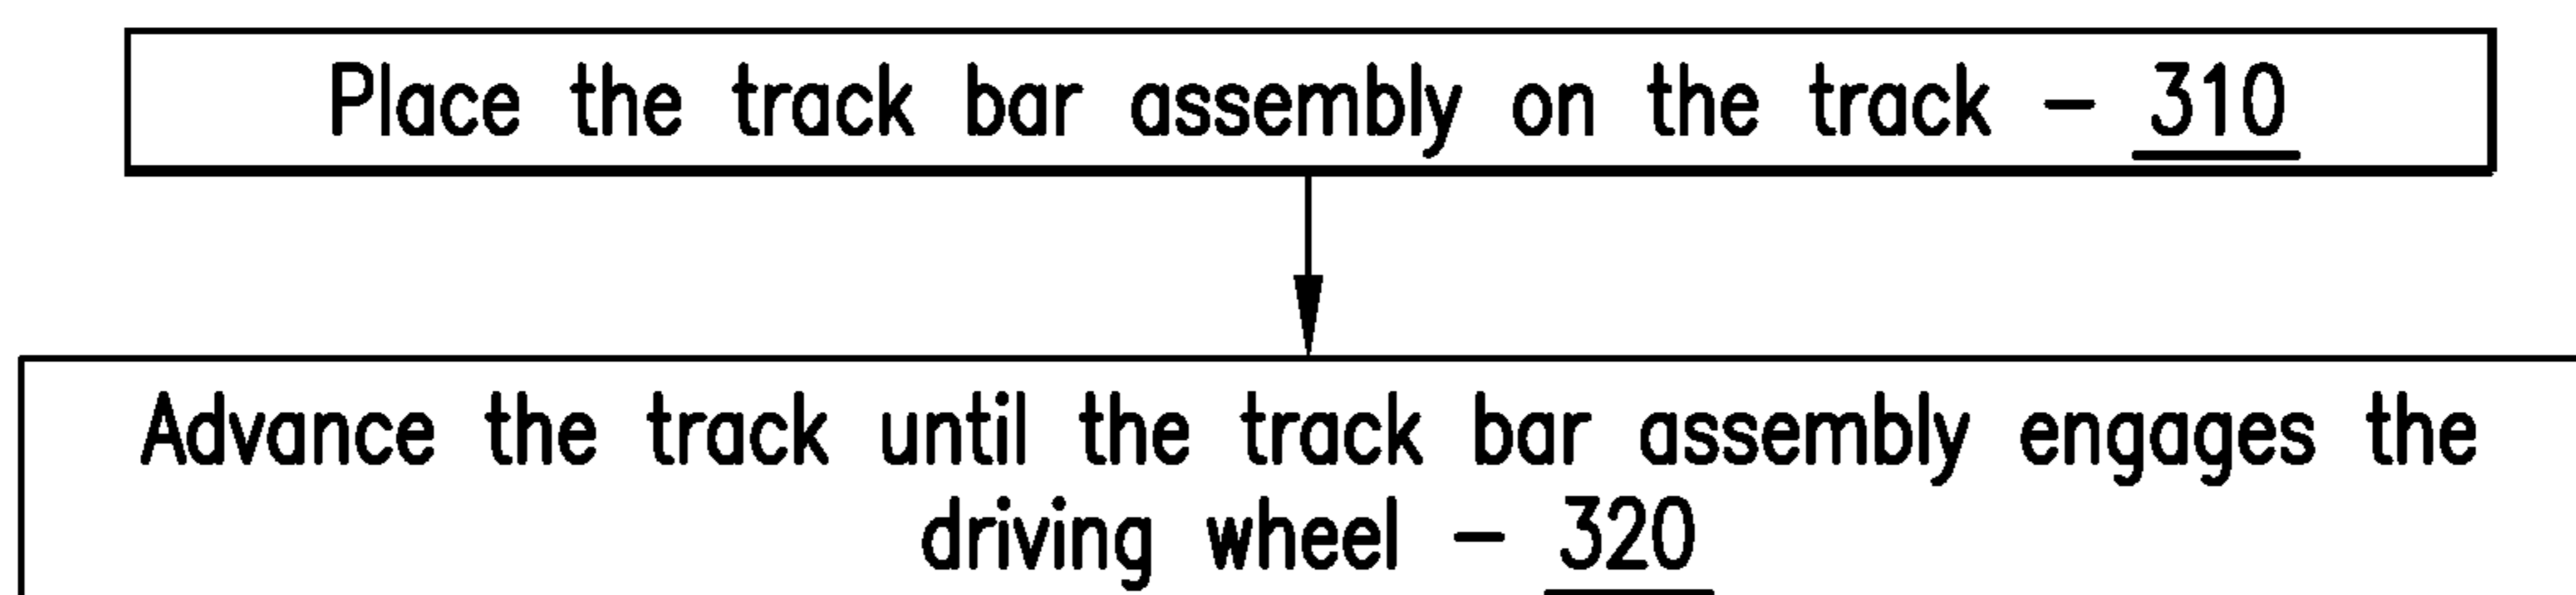 Place the track bar assembly on the track – 310
Advance the track until the track bar assembly engages the
driving wheel – 320